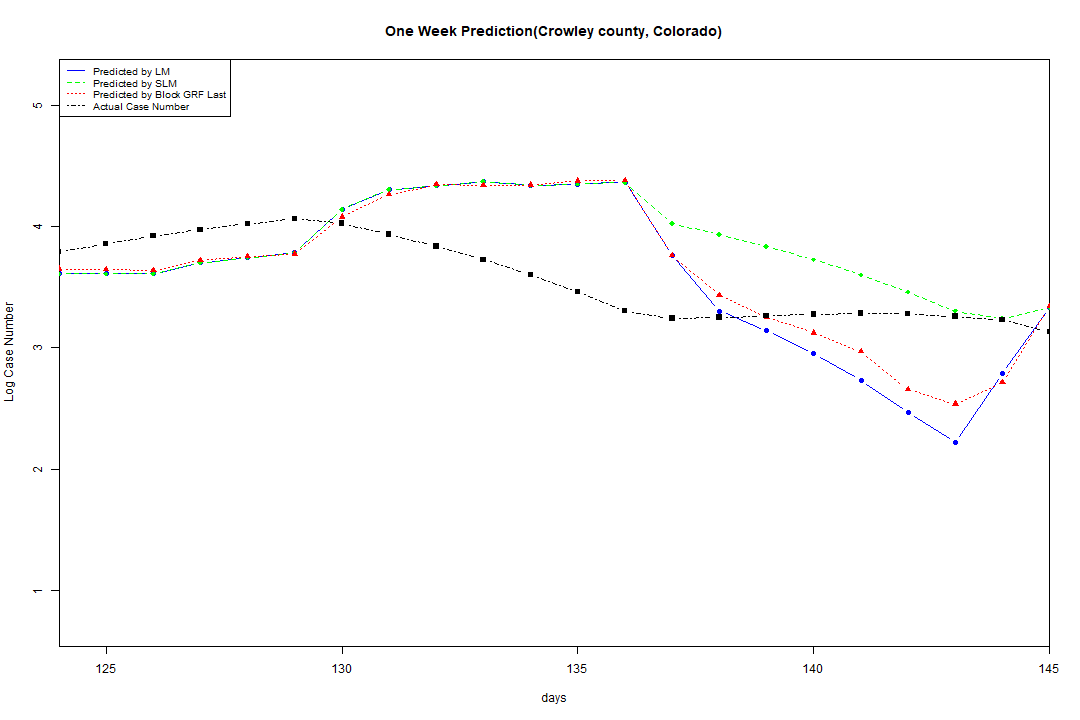 One Week Prediction(Crowley county, Colorado)
Predicted by LM
Predicted by SLM
Predicted by Block GRF Last
Actual Case Number
5
4
3
2
1
Log Case Number
125 130 135 140 145
days